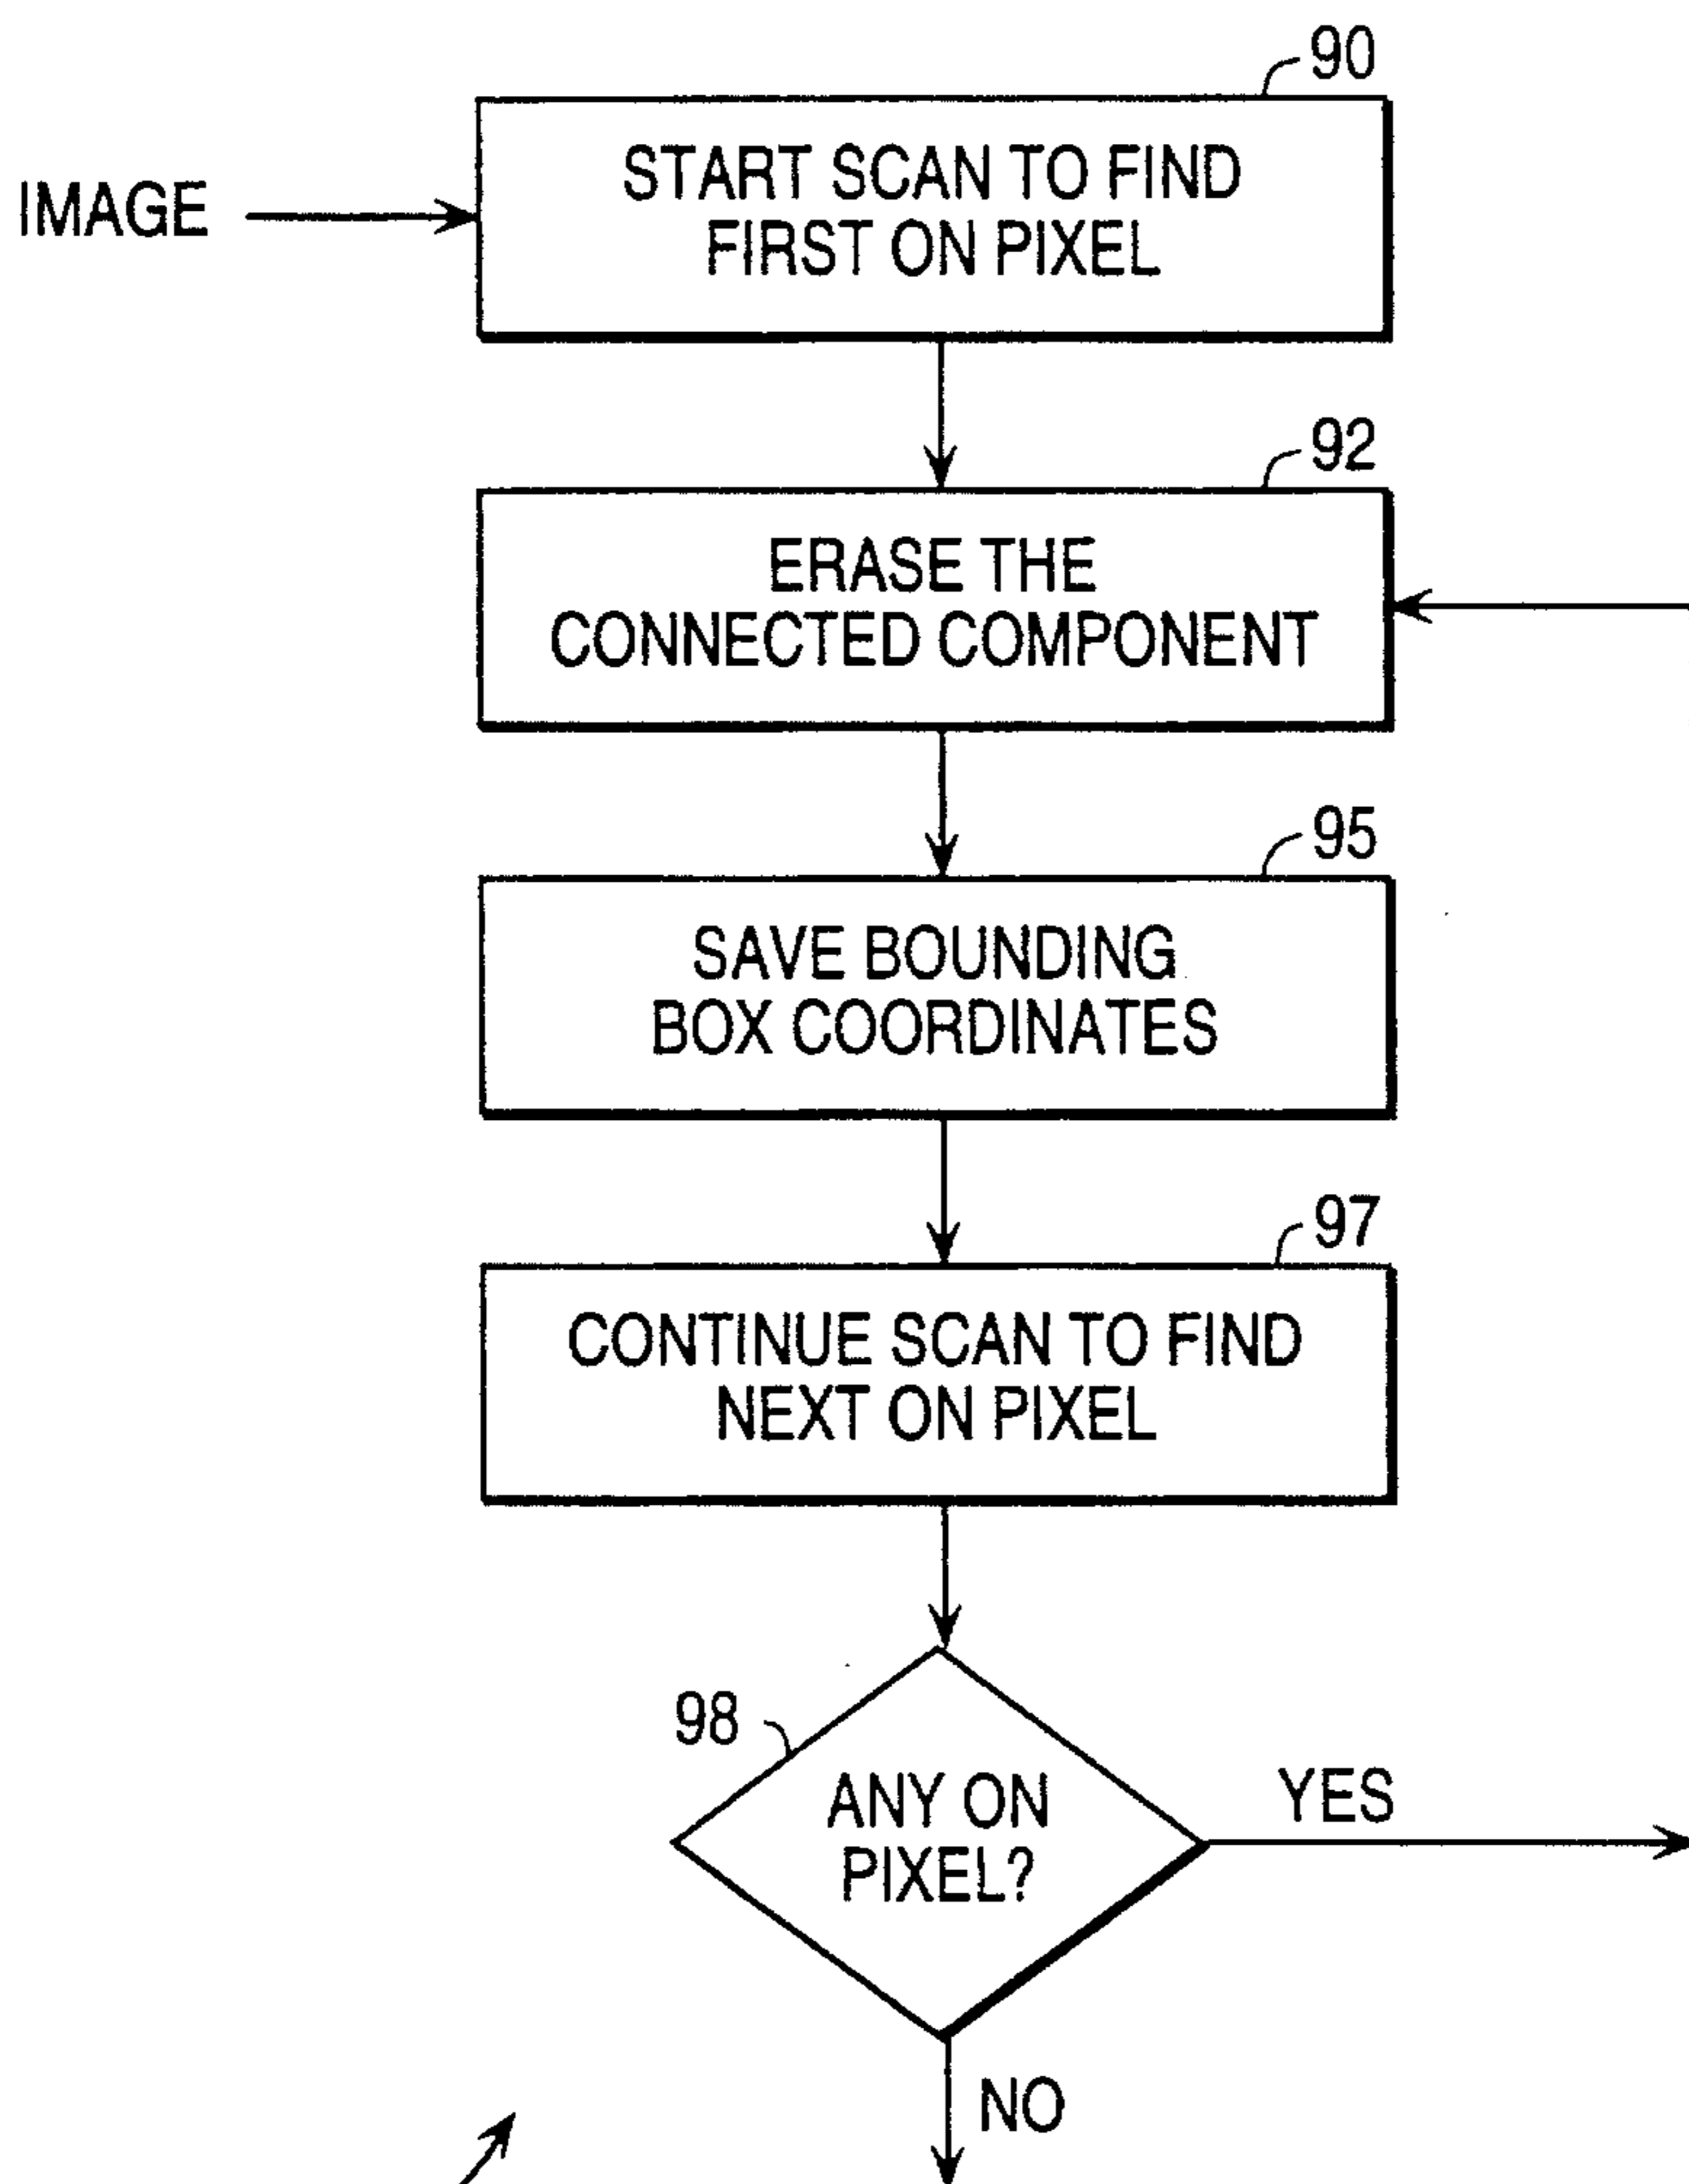 90
IMAGE
START SCAN TO FIND
FIRST ON PIXEL
92
ERASE THE
CONNECTED COMPONENT
95
SAVE BOUNDING
BOX COORDINATES
97
CONTINUE SCAN TO FIND
NEXT ON PIXEL
98
ANY ON
PIXEL?
YES
NO